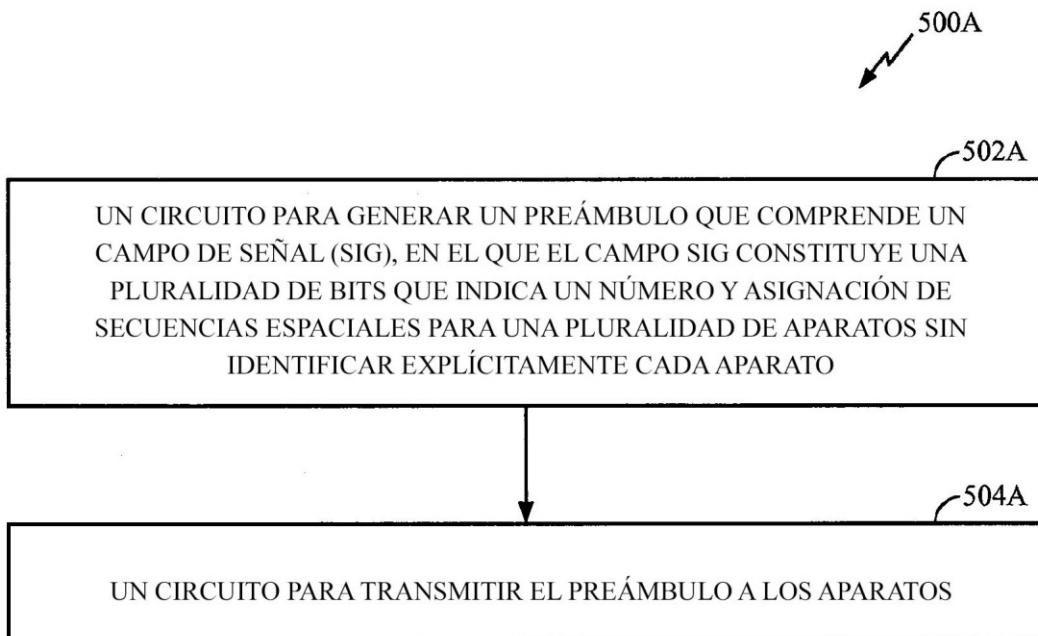 500A
502A
UN CIRCUITO PARA GENERAR UN PREÁMBULO QUE COMPRENDE UN
CAMPO DE SEÑAL (SIG), EN EL QUE EL CAMPO SIG CONSTITUYE UNA
PLURALIDAD DE BITS QUE INDICA UN NÚMERO Y ASIGNACIÓN DE
SECUENCIAS ESPACIALES PARA UNA PLURALIDAD DE APARATOS SIN
IDENTIFICAR EXPLÍCITAMENTE CADA APARATO
504A
UN CIRCUITO PARA TRANSMITIR EL PREÁMBULO A LOS APARATOS